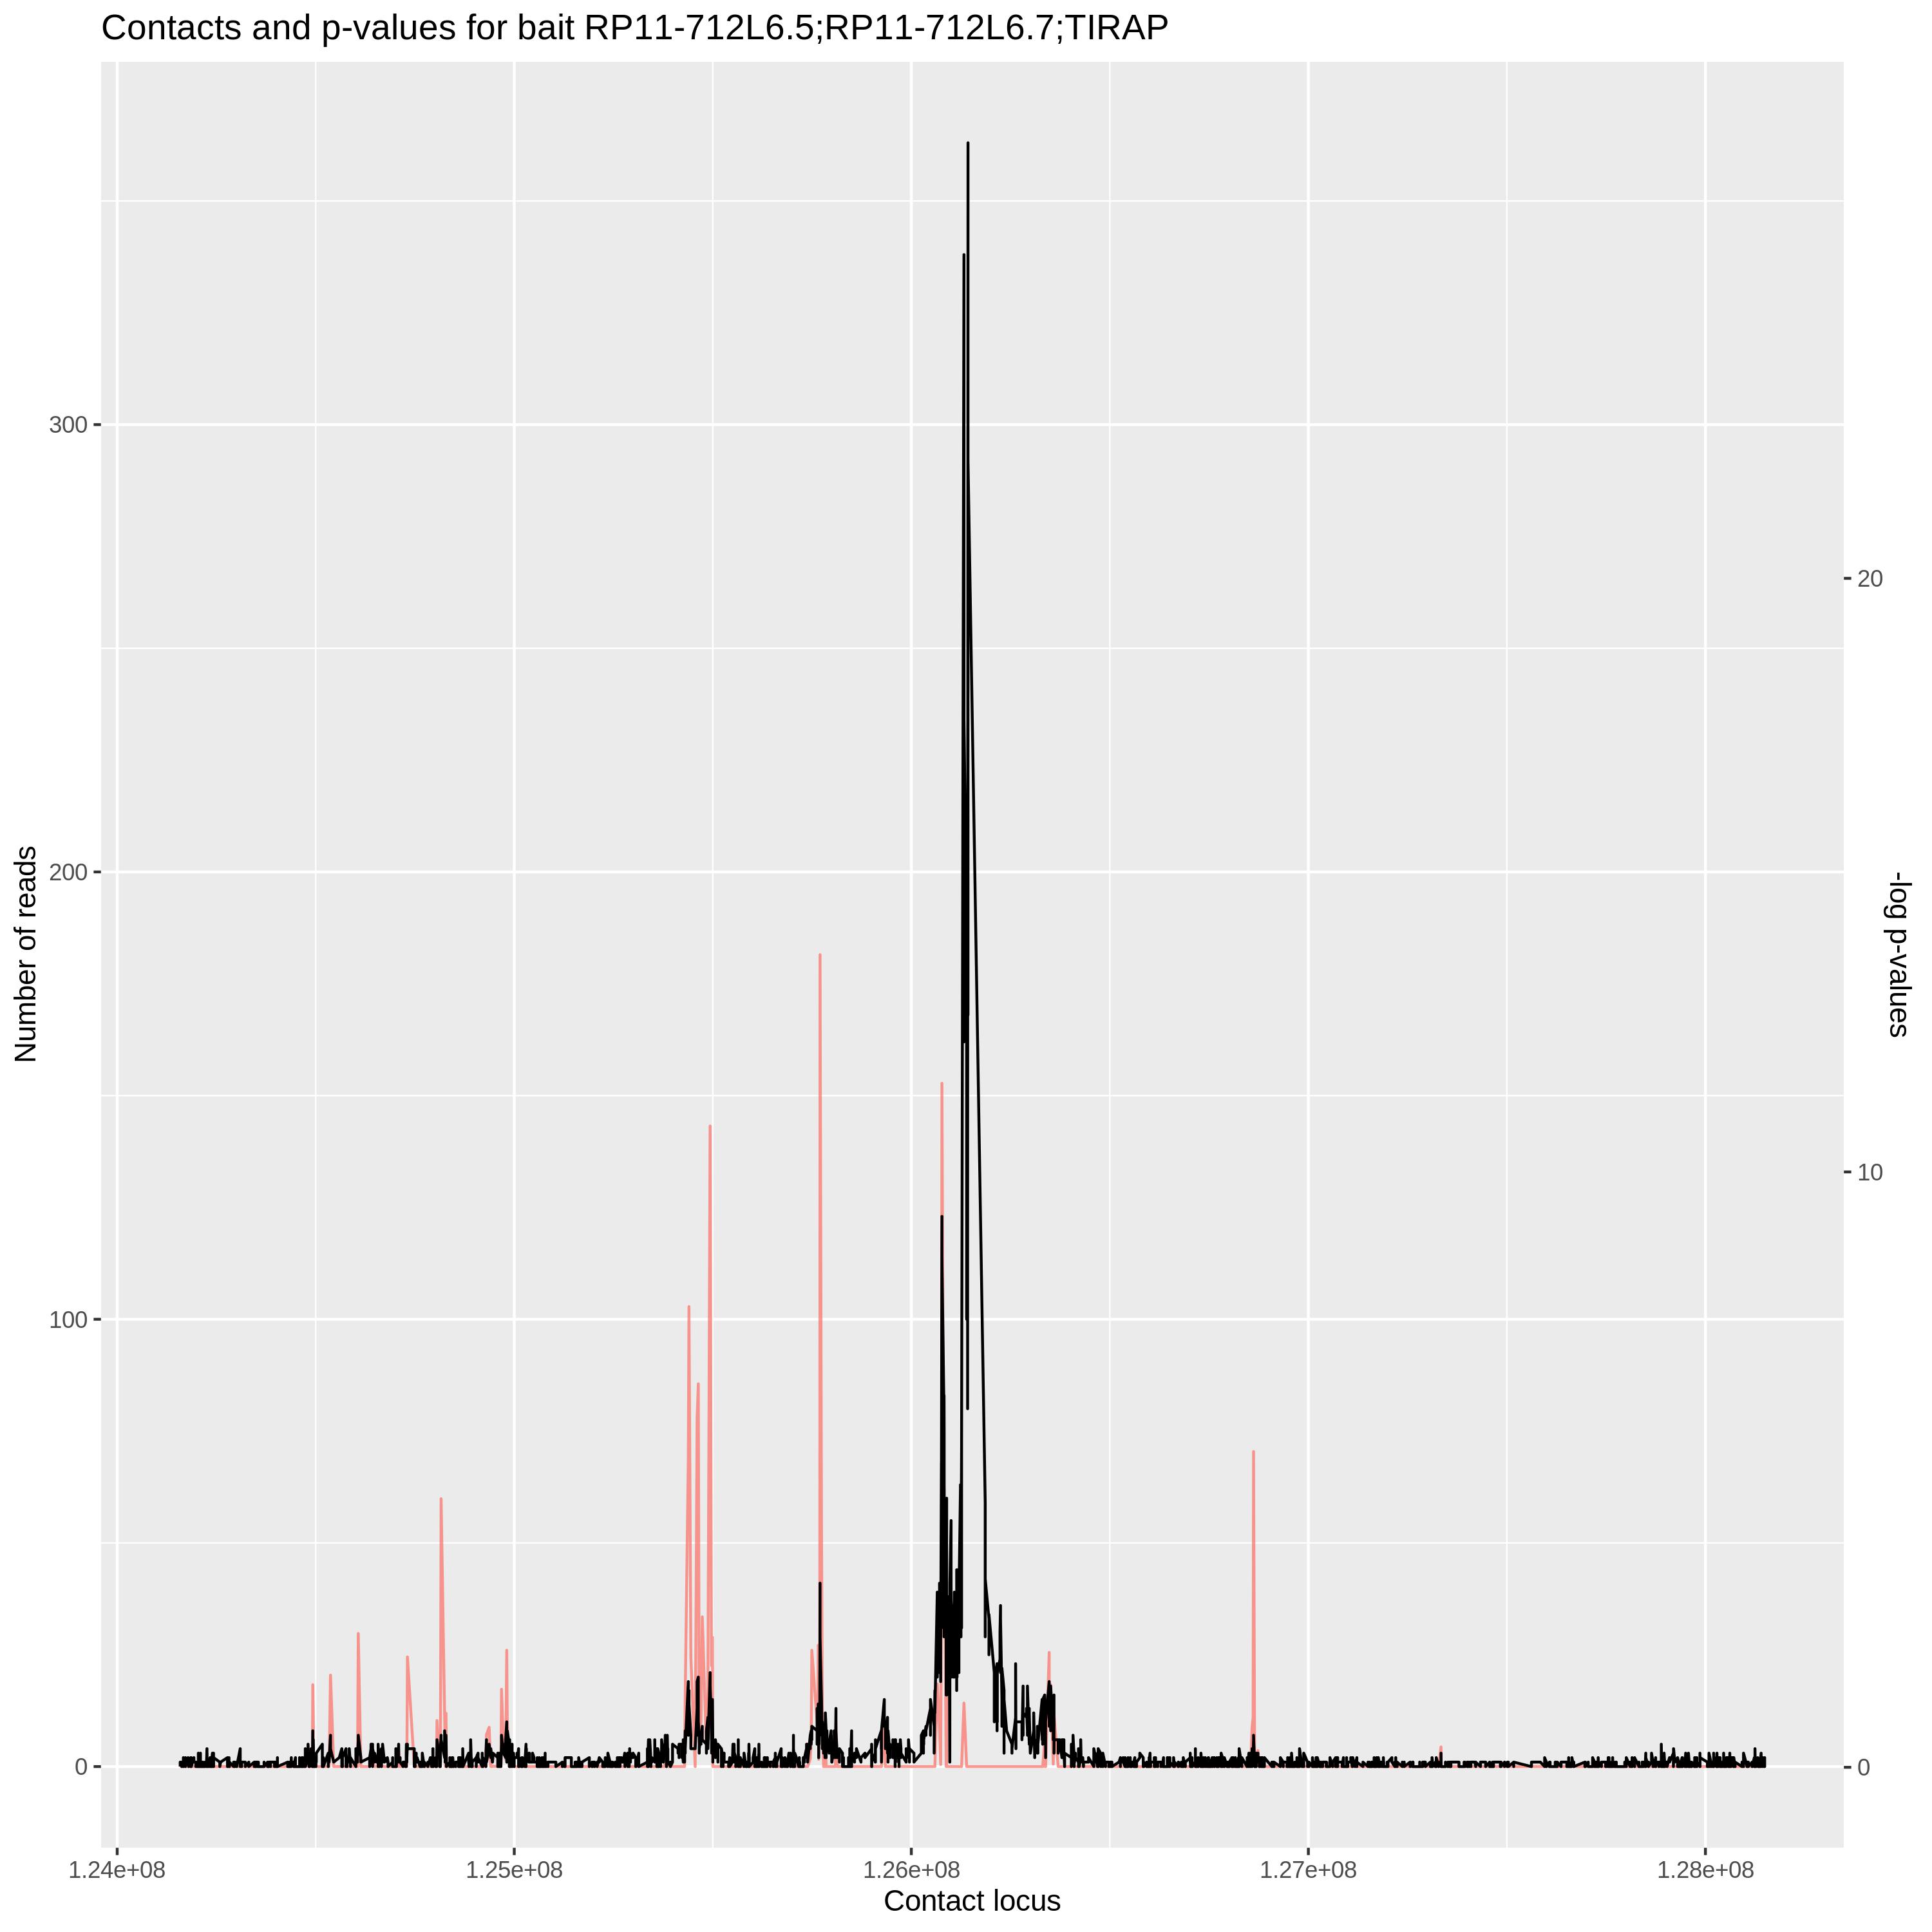 Contacts and p-values for bait RP11-712L6.5;RP11-712L6.7;TIRAP
300
200
100
0
Number of reads
20
10
0
-log p-values
1.24e+08
1.25e+08
1.26e+08
1.27e+08
1.28e+08
Contact locus